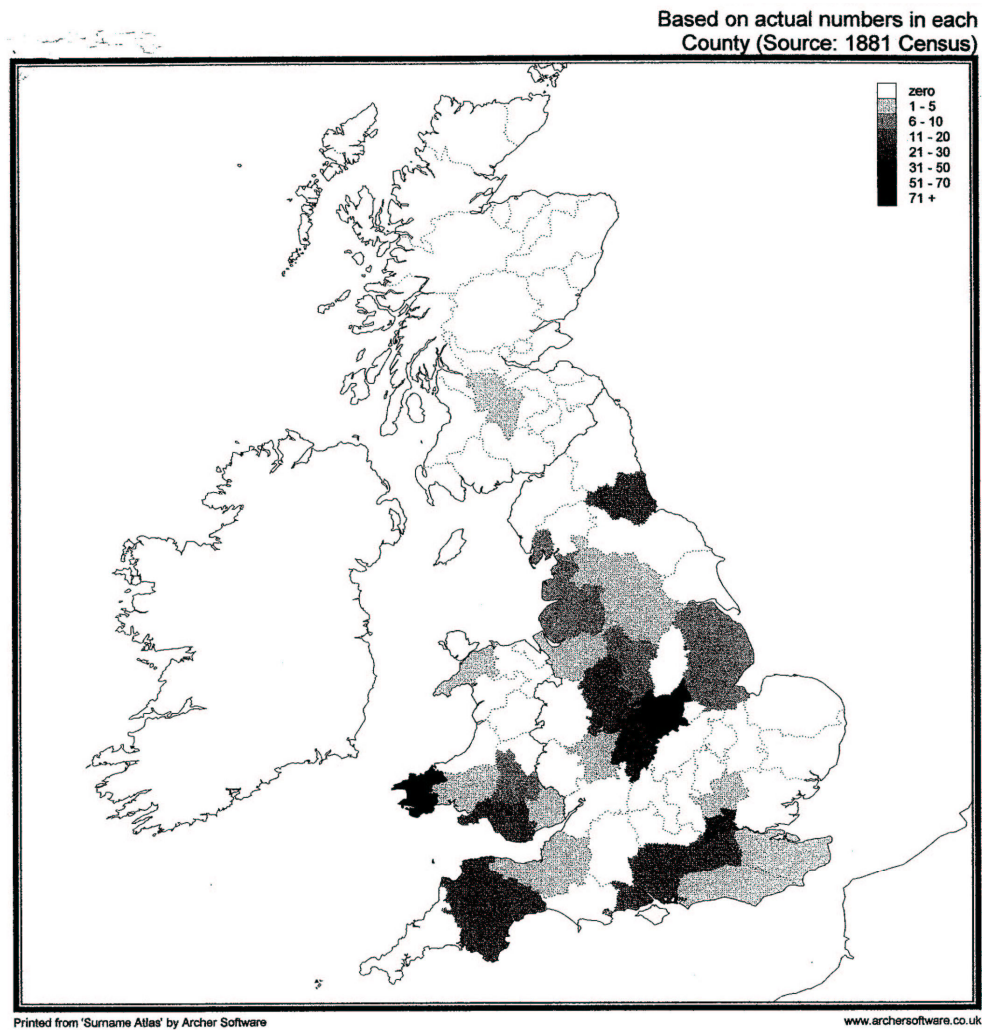 Based on actual numbers in each
County (Source: 1881 Census)
zero
1 - 5
6 - 10
11 - 20
21 - 30
31 - 50
51 - 70
71 +
Printed from 'Surname Atlas' by Archer Software
www.archersoftware.co.uk